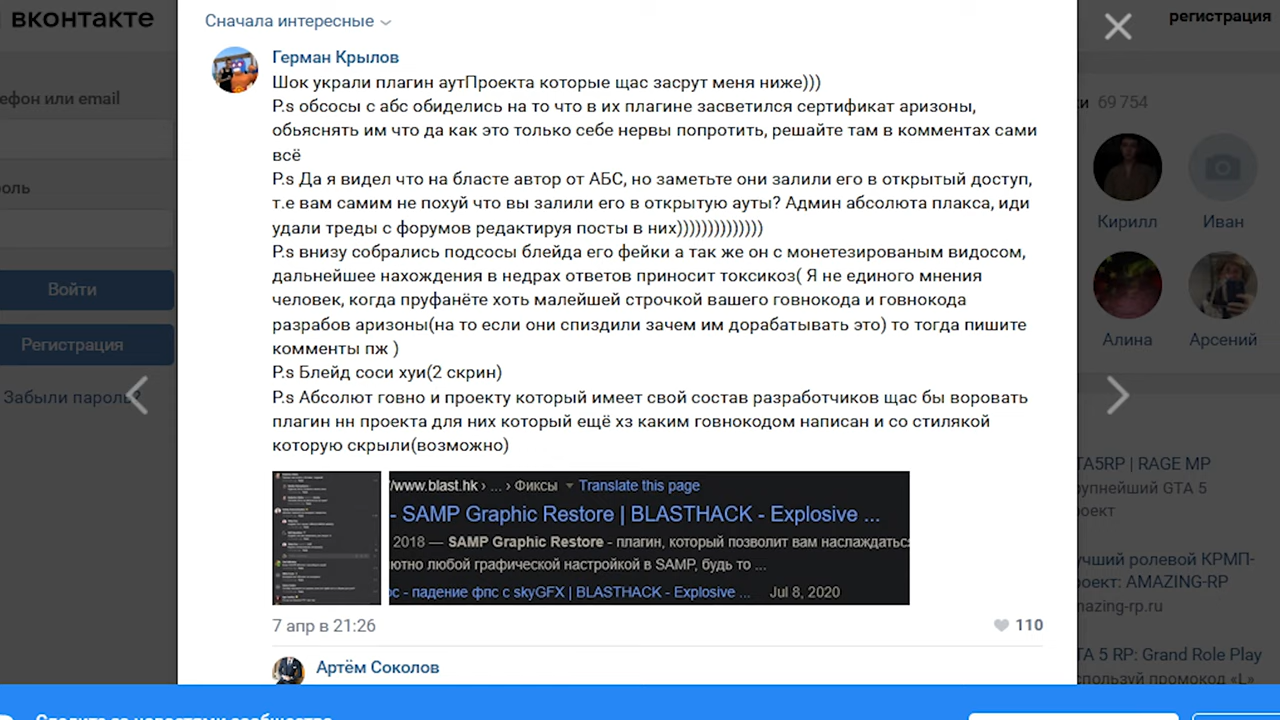 вконтакте
регистрация
Сначала интересные
Герман Крылов
Шок украли плагин аутПроекта которые щас засрут меня ниже)))
P.s обсосы с абс обиделись на то что в их плагине засветился сертификат аризоны,
обьяснять им что да как это только себе нервы попротить, решайте там в комментах сами
всё
P.s Да я видел что на бласте автор от АБС, но заметьте они залили его в открытый доступ,
т.е вам самим не похуй что вы залили его в открытую ауты? Админ абсолюта плакса, иди
удали треды с форумов редактируя посты в них))))))))))))))
P.s внизу собрались подсосы блейда его фейки а так же он с монетезированым видосом,
дальнейшее нахождения в недрах ответов приносит токсикоз( Я не единого мнения
человек, когда пруфанёте хоть малейшей строчкой вашего говнокода и говнокода
разрабов аризоны(на то если они спиздили зачем им дорабатывать это) то тогда пишите
комменты пж )
P.s Блейд соси хуи(2 скрин)
P.s Абсолют говно и проекту который имеет свой состав разработчиков щас бы воровать
плагин нн проекта для них который ещё хз каким говнокодом написан и со стилякой
которую скрыли(возможно)
/www.blast.hk › ... › Фиксы Translate this page
- SAMP Graphic Restore | BLASTHACK - Explosive ...
2018 — SAMP Graphic Restore - плагин, который позволит вам наслаждатьс
ютно любой графической настройкой в SAMP, будь то ...
ос - падение фпс с skyGFX | BLASTHACK - Explosive ... Jul 8, 2020
7 апр в 21:26
110
Артём Соколов
ефон или email
роль
Войти
Регистрация
Забыли пароль?
69 754
Кирилл
Иван
Алина
Арсений
TA5RP | RAGE MP
рупнейший GTA 5
роект
учший ролевой КРМП-
роект: AMAZING-RP
mazing-rp.ru
TA 5 RP: Grand Role Play
спользуй промокод «L»